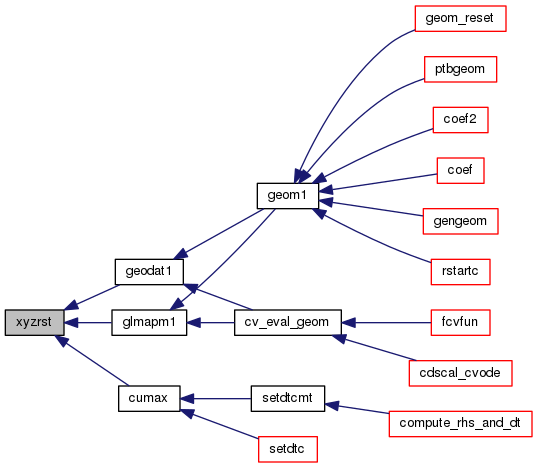 geom_reset
ptbgeom
coef2
coef
geom1
gengeom
geodat1
rstartc
xyzrst
glmapm1
cv_eval_geom
fcvfun
cdscal_cvode
cumax
setdtcmt
compute_rhs_and_dt
setdtc